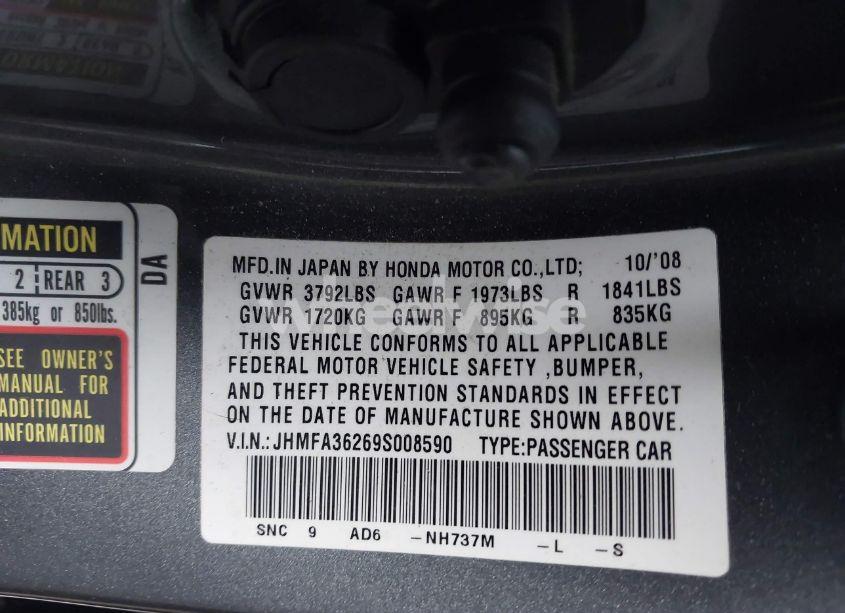 MATION
2 REAR 3
385kg or 850lbs.
SEE OWNER'S
MANUAL FOR
ADDITIONAL
INFORMATION
DA
MFD.IN JAPAN BY HONDA MOTOR CO.,LTD; 10/'08
GVWR 3792LBS GAWR F 1973LBS R 1841LBS
GVWR 1720KG GAWR F 895KG R 835KG
THIS VEHICLE CONFORMS TO ALL APPLICABLE
FEDERAL MOTOR VEHICLE SAFETY ,BUMPER,
AND THEFT PREVENTION STANDARDS IN EFFECT
ON THE DATE OF MANUFACTURE SHOWN ABOVE.
V.I.N.: JHMFA36269S008590 TYPE:PASSENGER CAR
SNC 9 AD6 -NH737M -L -S